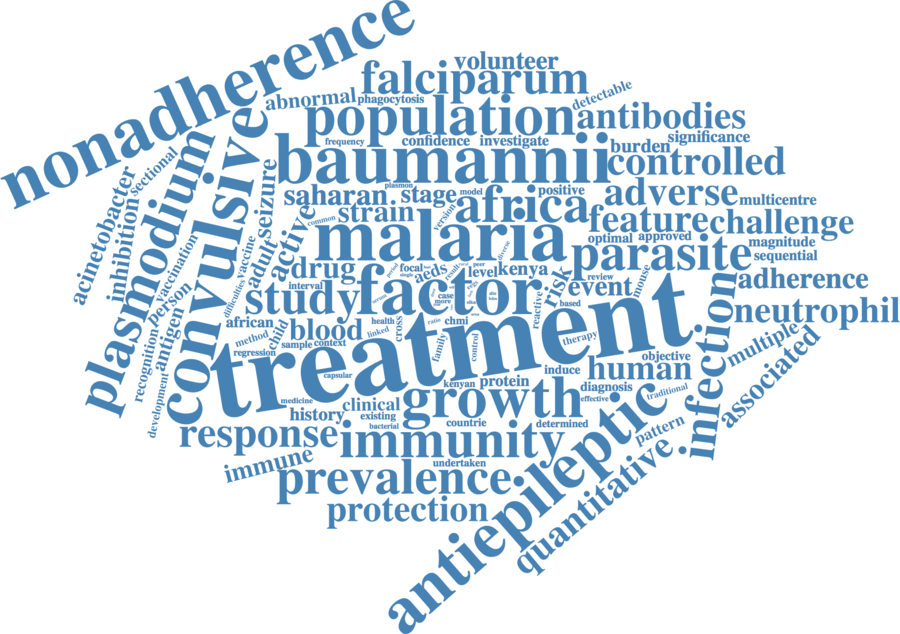 nonadherence
volunteer
falciparum
abnormal
phagocytosis
detectable
population
antibodies
frequency
confidence
investigate
burden
significance
baumannii
controlled
sectional
acinetobacter
inhibition
plasmodium
convulsive
seizure
plasmon
saharan
stage
model
positive
adverse
multicentre
africa
strain
version
common
feature
challenge
active
adult
vaccine
difficulties
vaccination
malaria
diverse
optimal
approved
magnitude
parasite
sequential
drug
period
focal
aeds
results
year
level
kenya
risk
review
event
mouse
adherence
interval
study
factor
case
more
based
reactive
neutrophil
person
antigen
recognition
development
african
blood
health
linked
cross
ratio
chmi
method
child
sample
context
regression
family
control
therapy
treatment
infection
multiple
associated
objective
human
induce
capsular
kenyan
protein
diagnosis
effective
traditional
medicine
history
clinical
existing
bacterial
growth
countrie
determined
response
immunity
pattern
immune
undertaken
prevalence
antiepileptic
quantitative
protection